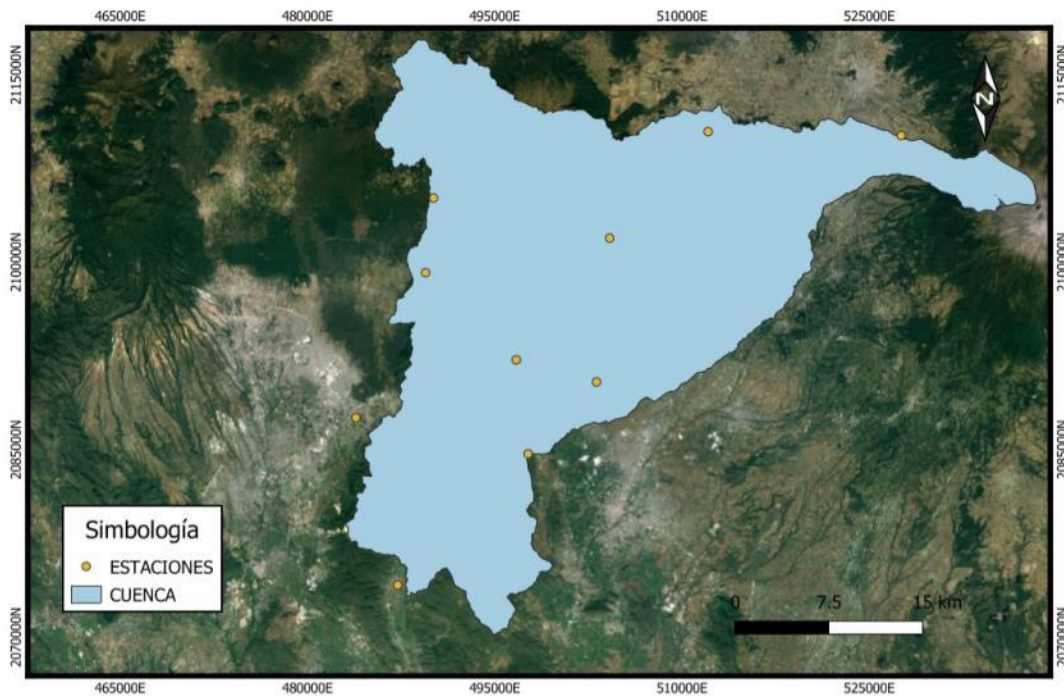 465000E 480000E 495000E 510000E 525000E
2115000N 2115000N
N
2100000N 2100000N
2085000N 2085000N
Simbología
ESTACIONES
CUENCA
0 7.5 15 km
2070000N 2070000N
465000E 480000E 495000E 510000E 525000E